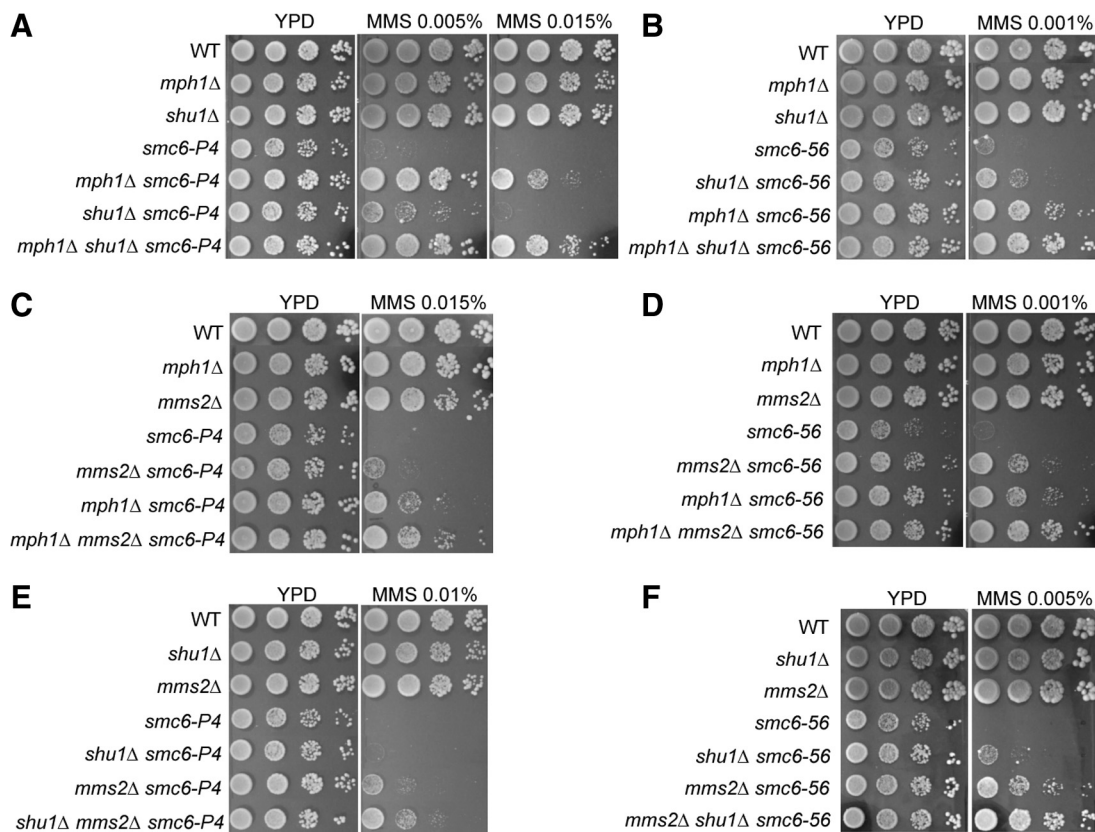 A
YPD MMS 0.005% MMS 0.015%
WT
mph1Δ
shu1Δ
smc6-P4
mph1Δ smc6-P4
shu1Δ smc6-P4
mph1Δ shu1Δ smc6-P4
B
YPD MMS 0.001%
WT
mph1Δ
shu1Δ
smc6-56
shu1Δ smc6-56
mph1Δ smc6-56
mph1Δ shu1Δ smc6-56
C
YPD MMS 0.015%
WT
mph1Δ
mms2Δ
smc6-P4
mms2Δ smc6-P4
mph1Δ smc6-P4
mph1Δ mms2Δ smc6-P4
D
YPD MMS 0.001%
WT
mph1Δ
mms2Δ
smc6-56
mms2Δ smc6-56
mph1Δ smc6-56
mph1Δ mms2Δ smc6-56
E
YPD MMS 0.01%
WT
shu1Δ
mms2Δ
smc6-P4
shu1Δ smc6-P4
mms2Δ smc6-P4
shu1Δ mms2Δ smc6-P4
F
YPD MMS 0.005%
WT
shu1Δ
mms2Δ
smc6-56
shu1Δ smc6-56
mms2Δ smc6-56
mms2Δ shu1Δ smc6-56